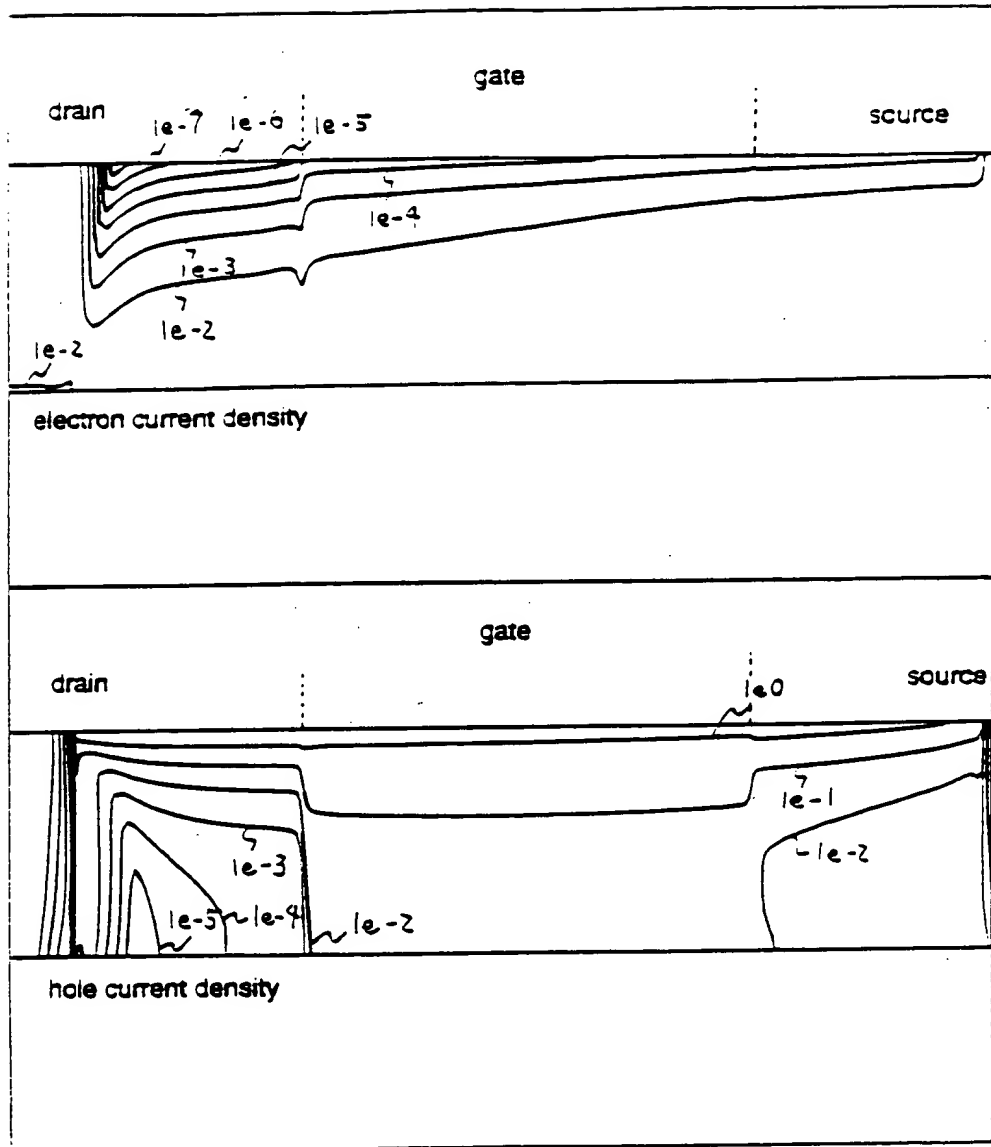 gate
drain
source
1e-7
1e-6
1e-5
1e-4
1e-3
1e-2
1e-2
electron current density
gate
drain
source
1e0
1e-1
1e-3
1e-2
1e-5
1e-4
1e-2
hole current density